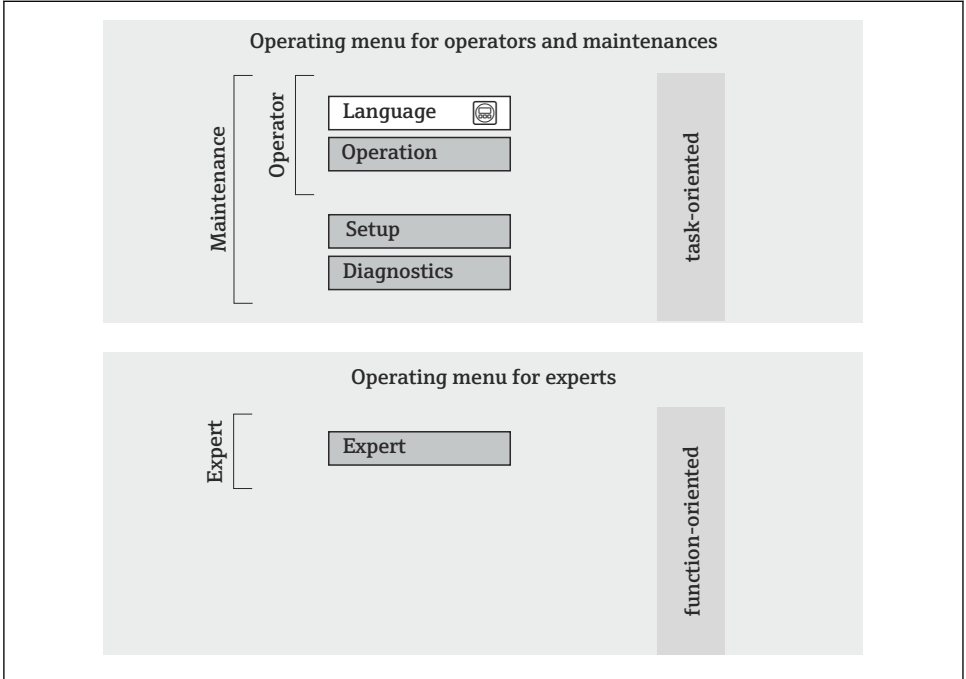 Operating menu for operators and maintenances
Maintenance
Operator
Language
Operation
Setup
Diagnostics
task-oriented
Operating menu for experts
Expert
Expert
function-oriented